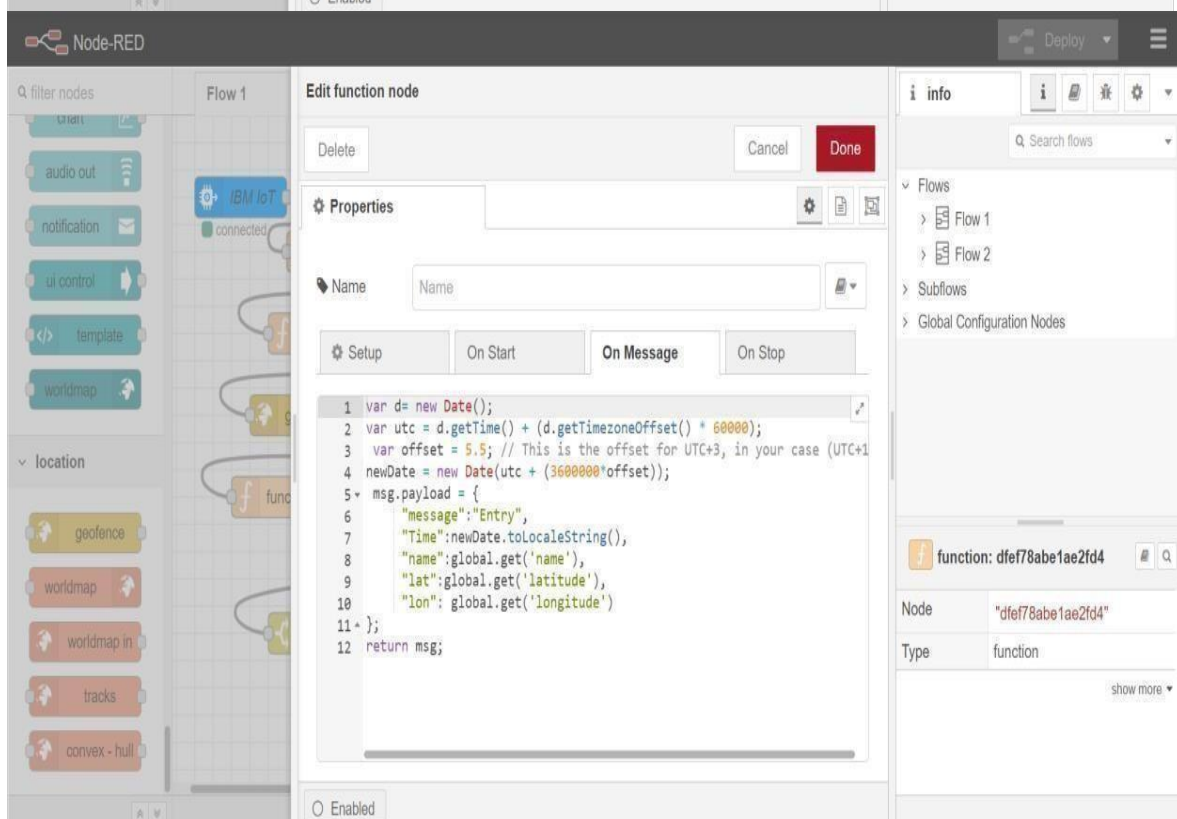 Enabled
Node-RED
Deploy
filter nodes
Flow 1
Edit function node
i info
chart
Delete
Cancel
Done
Search flows
audio out
IBM IoT
Properties
Flows
Flow 1
notification
connected
Flow 2
ui control
Name
Name
Subflows
Global Configuration Nodes
template
Setup
On Start
On Message
On Stop
worldmap
1 var d= new Date();
2 var utc = d.getTime() + (d.getTimezoneOffset() * 60000);
3 var offset = 5.5; // This is the offset for UTC+3, in your case (UTC+1
4 newDate = new Date(utc + (3600000*offset));
5 msg.payload = {
6 "message":"Entry",
7 "Time":newDate.toLocaleString(),
8 "name":global.get('name'),
9 "lat":global.get('latitude'),
10 "lon": global.get('longitude')
11 };
12 return msg;
location
func
geofence
function: dfef78abe1ae2fd4
worldmap
Node
"dfef78abe1ae2fd4"
worldmap in
Type
function
tracks
show more
convex - hull
Enabled